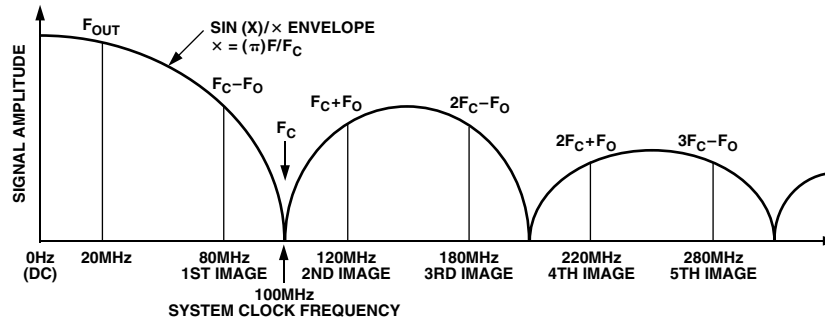 SIGNAL AMPLITUDE
FOUT
SIN (X)/× ENVELOPE
× = (π)F/FC
FC–FO
FC
FC+FO
2FC–FO
2FC+FO
3FC–FO
0Hz
(DC)
20MHz
80MHz
1ST IMAGE
120MHz
2ND IMAGE
180MHz
3RD IMAGE
220MHz
4TH IMAGE
280MHz
5TH IMAGE
100MHz
SYSTEM CLOCK FREQUENCY